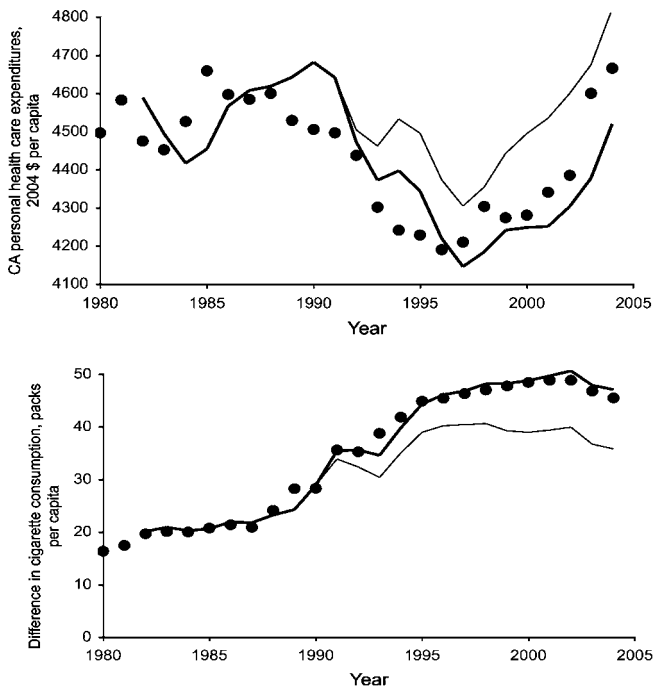 CA personal health care expenditures,
2004 $ per capita
4800
4700
4600
4500
4400
4300
4200
4100
1980 1985 1990 1995 2000 2005
Year
Difference in cigarette consumption, packs
per capita
50
40
30
20
10
0
1980 1985 1990 1995 2000 2005
Year